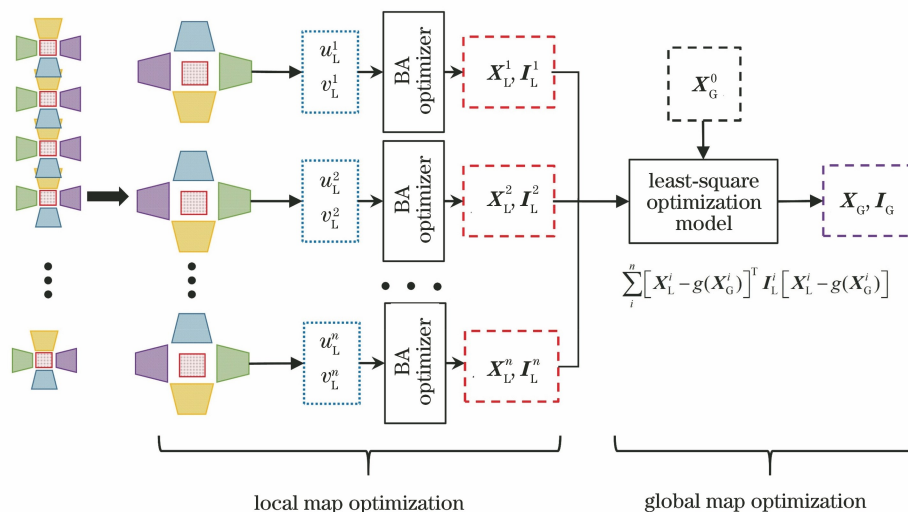 u_L^1
v_L^1
BA
optimizer
X_L^1, I_L^1
X_G^0
u_L^2
v_L^2
BA
optimizer
X_L^2, I_L^2
least-square
optimization
model
X_G, I_G
∑_i^n [X_L^i − g(X_G^i)]^T I_L^i [X_L^i − g(X_G^i)]
u_L^n
v_L^n
BA
optimizer
X_L^n, I_L^n
local map optimization
global map optimization